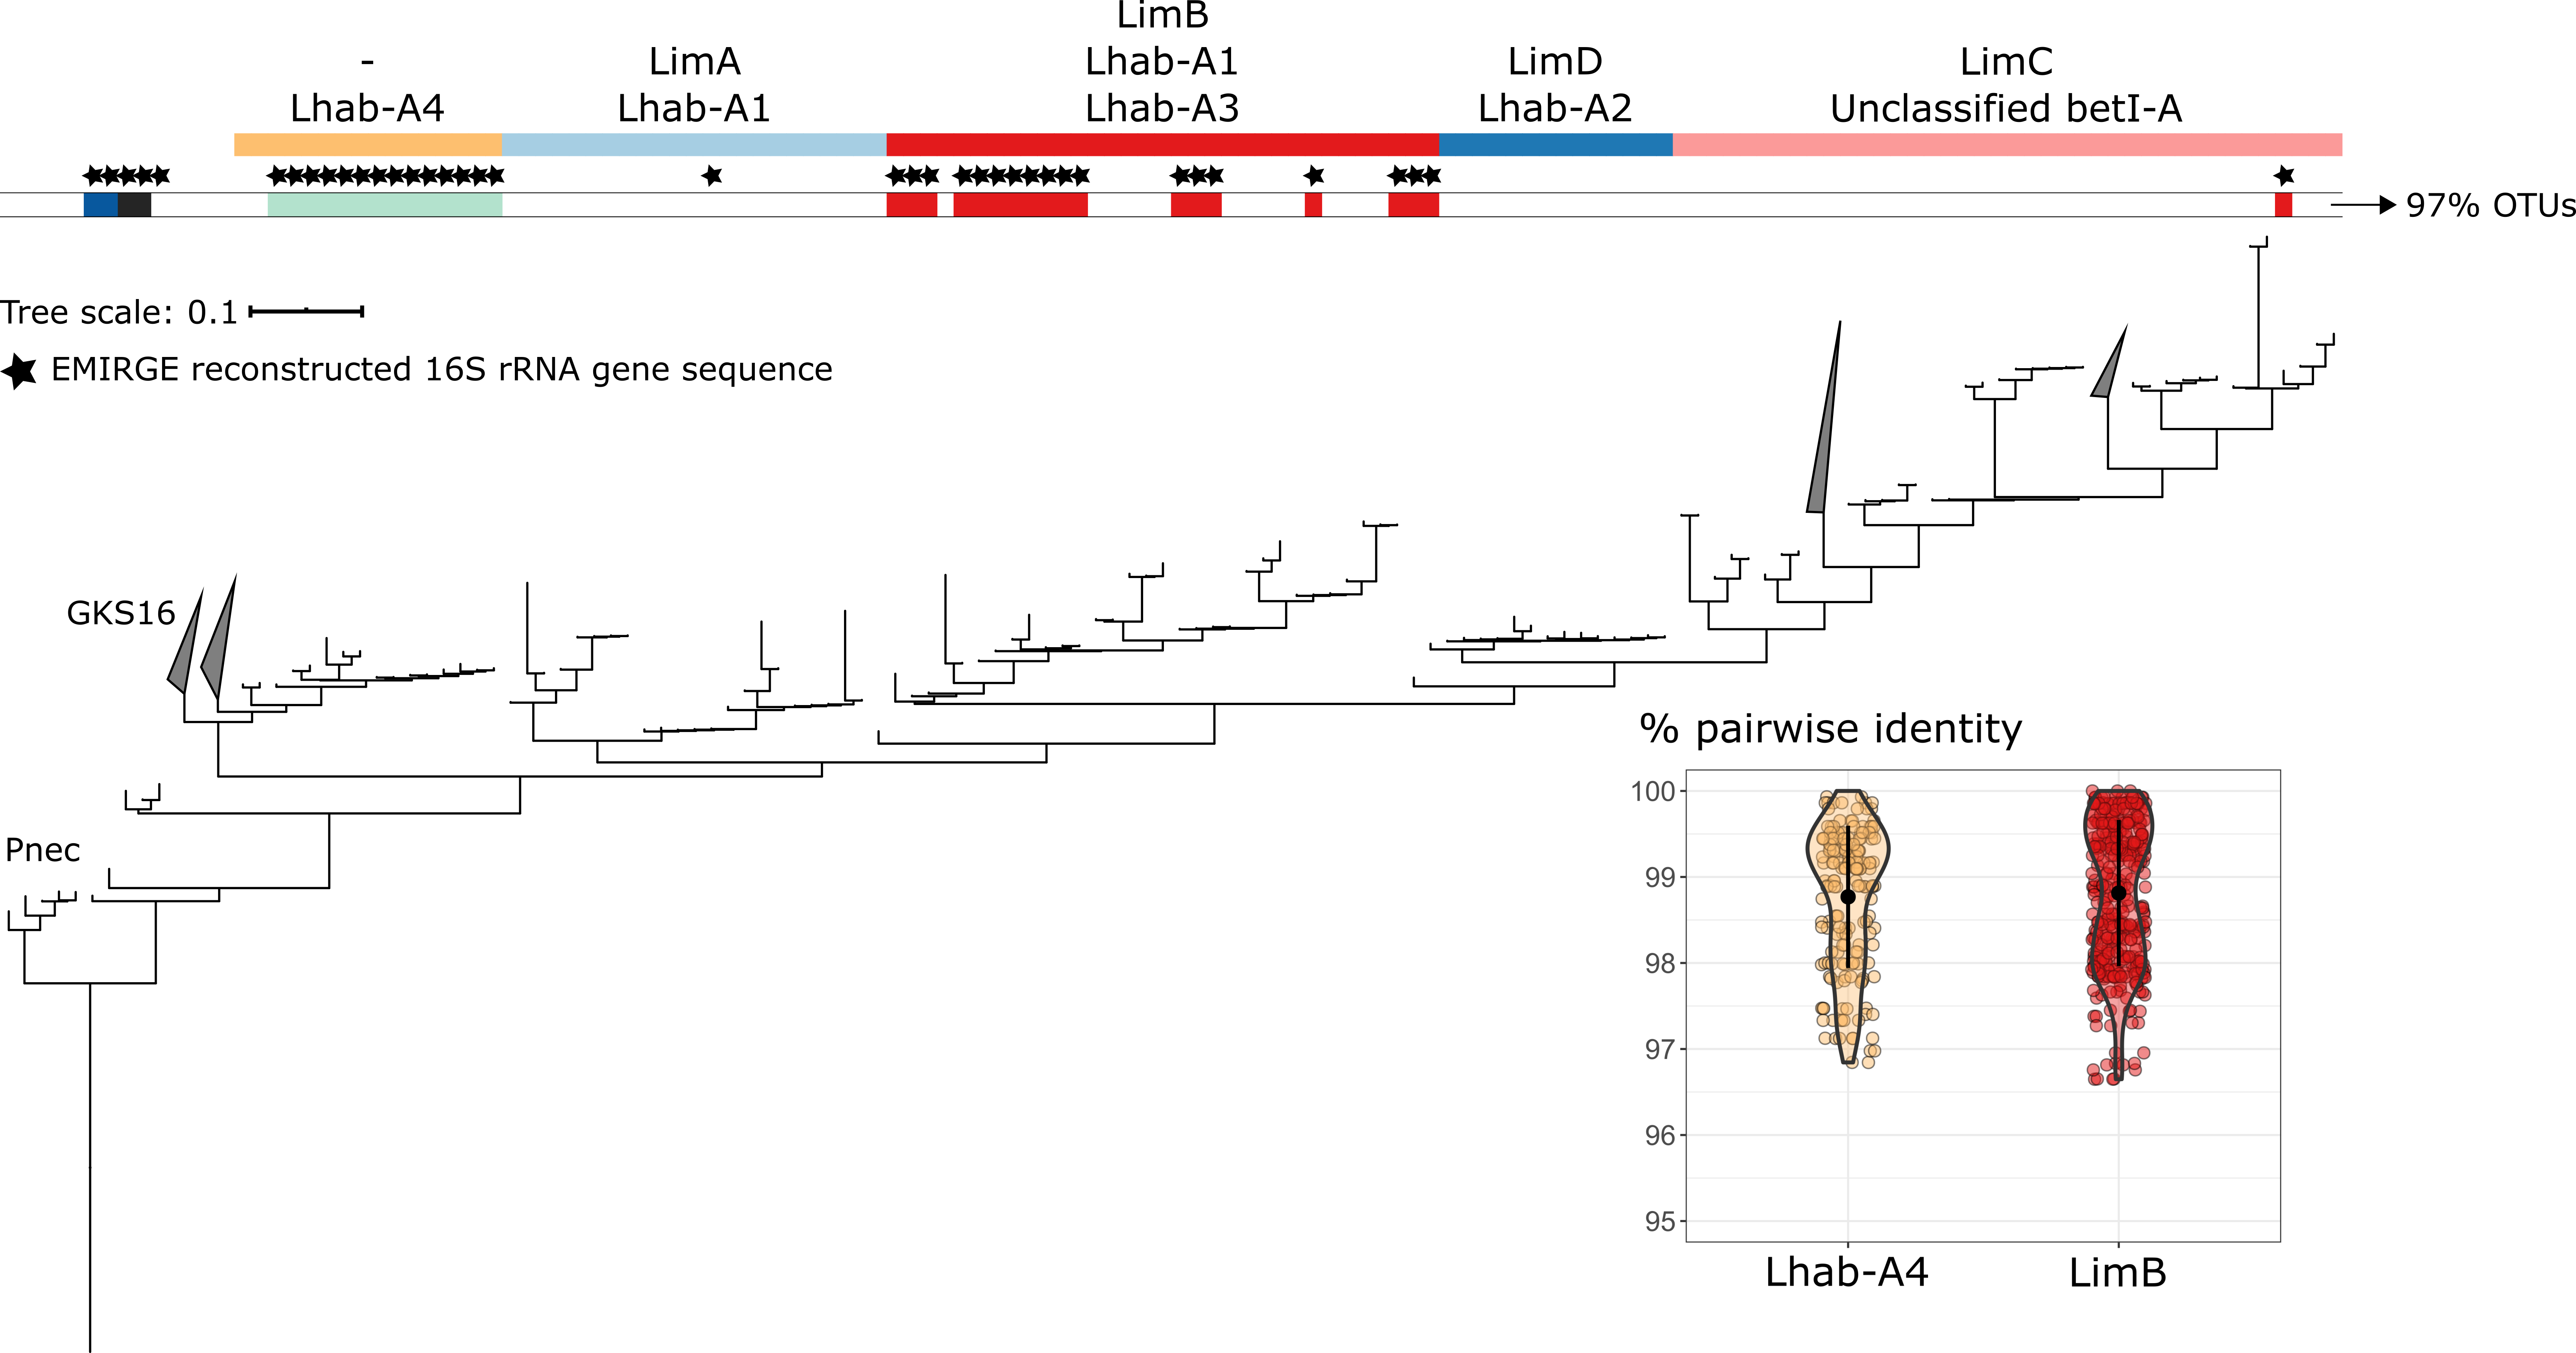 LimB
- LimA Lhab-A1 LimD LimC
Lhab-A4 Lhab-A1 Lhab-A3 Lhab-A2 Unclassified betI-A
97% OTUs
Tree scale: 0.1
EMIRGE reconstructed 16S rRNA gene sequence
GKS16
Pnec
% pairwise identity
100
99
98
97
96
95
Lhab-A4 LimB